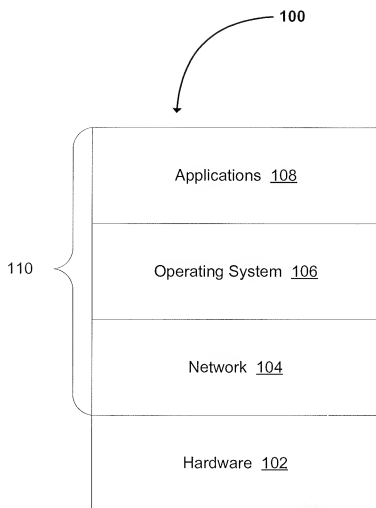 100
Applications 108
Operating System 106
110
Network 104
Hardware 102